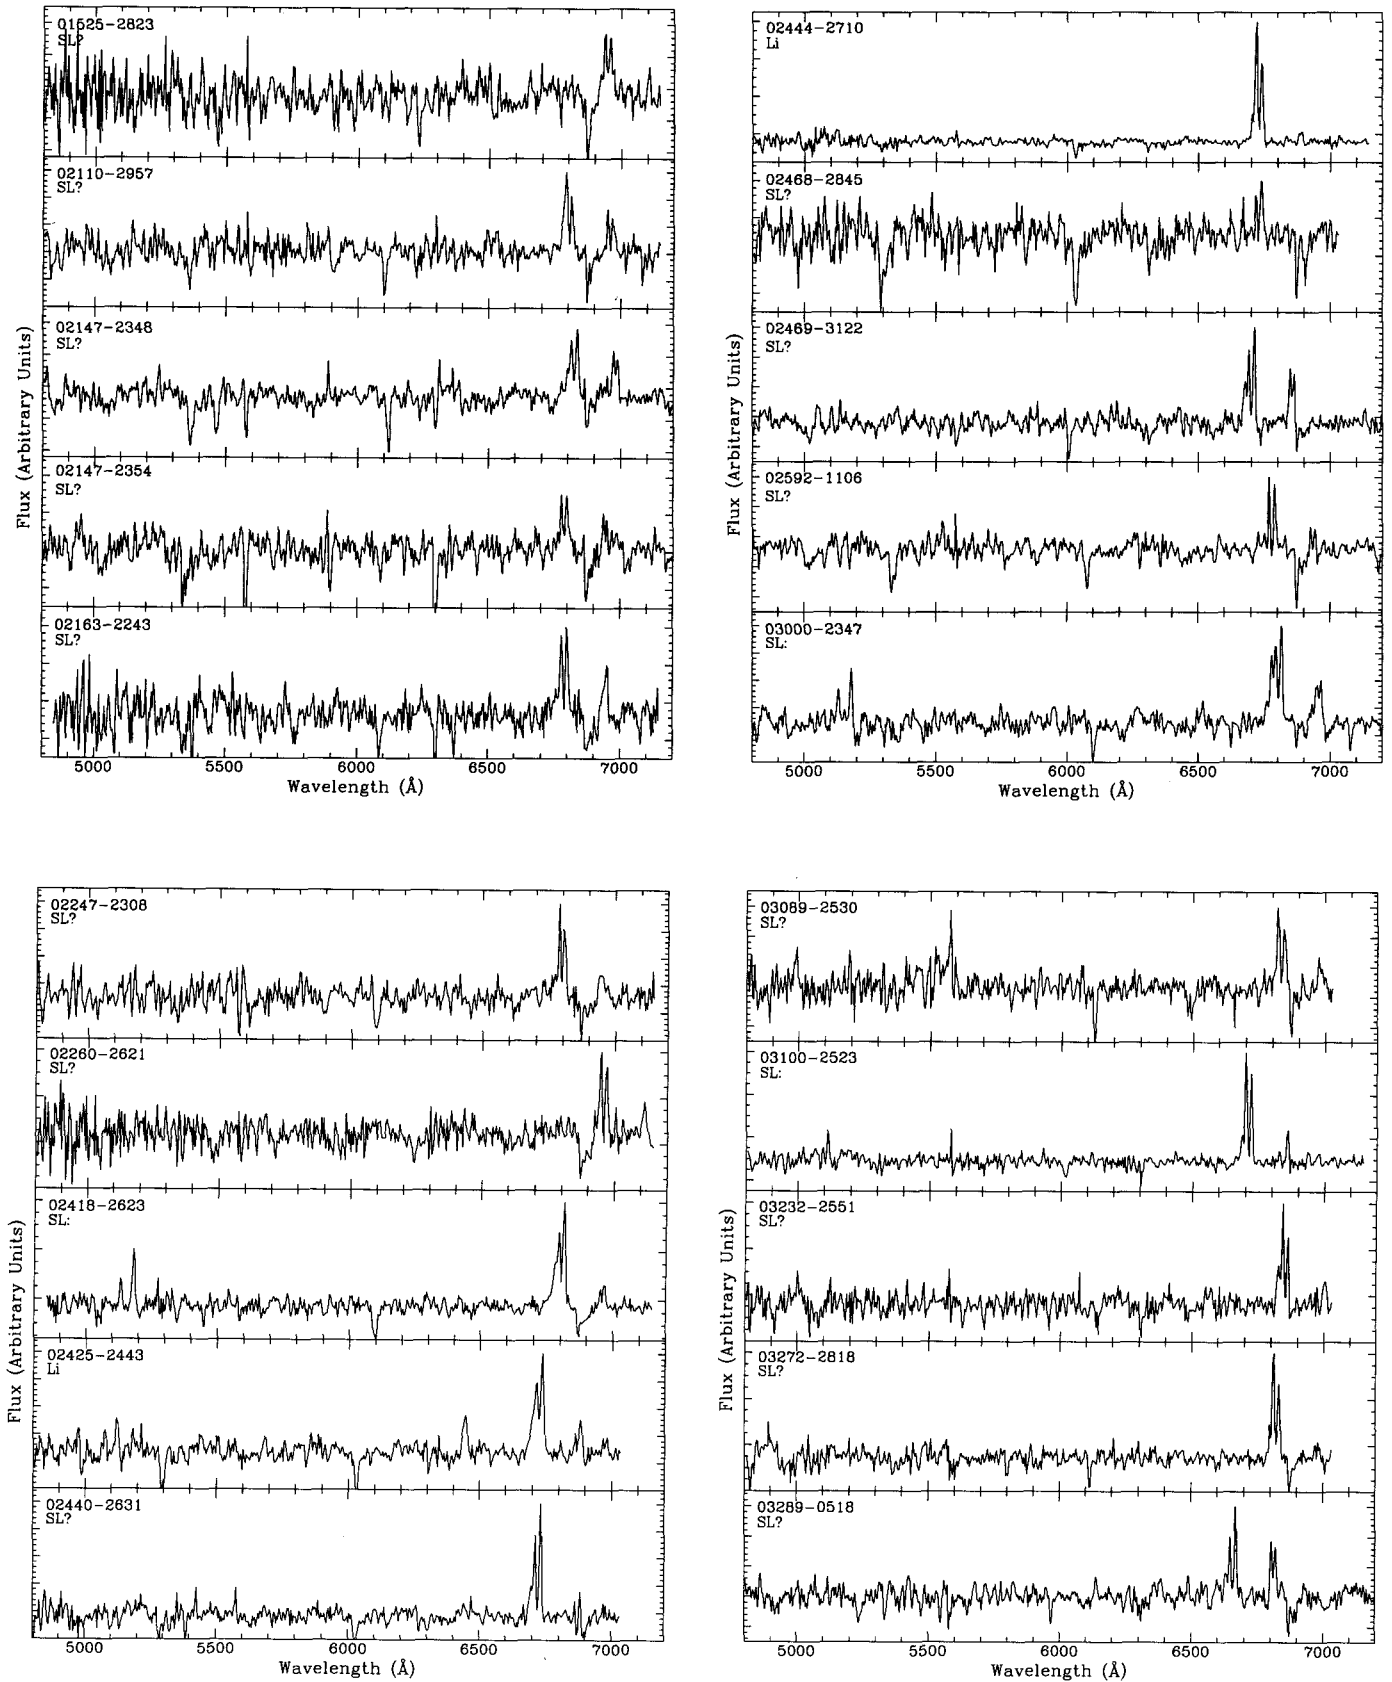 01525-2823
SL?
02110-2957
SL?
02147-2348
SL?
02147-2354
SL?
02163-2243
SL?
5000 5500 6000 6500 7000
Wavelength (Å)
Flux (Arbitrary Units)
02444-2710
Li
02468-2845
SL?
02469-3122
SL?
02592-1106
SL?
03000-2347
SL:
5000 5500 6000 6500 7000
Wavelength (Å)
Flux (Arbitrary Units)
02247-2308
SL?
02260-2621
SL?
02418-2623
SL:
02425-2443
Li
02440-2631
SL?
5000 5500 6000 6500 7000
Wavelength (Å)
Flux (Arbitrary Units)
03089-2530
SL?
03100-2523
SL:
03232-2551
SL?
03272-2818
SL?
03289-0518
SL?
5000 5500 6000 6500 7000
Wavelength (Å)
Flux (Arbitrary Units)